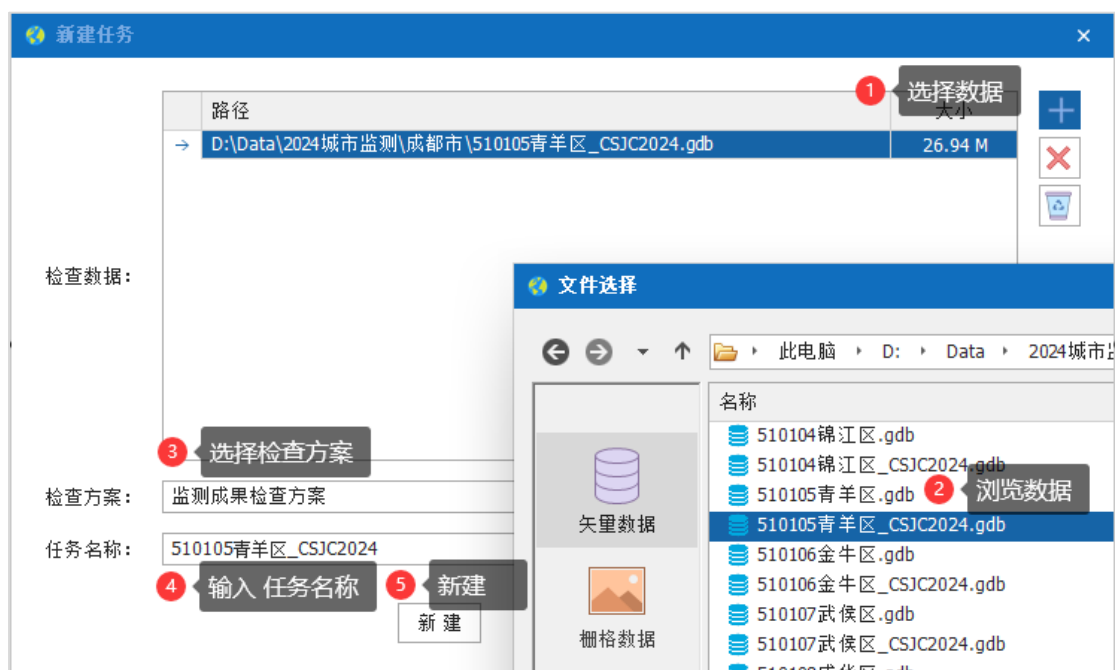 新建任务
1 选择数据
路径 大小
D:\Data\2024城市监测\成都市\510105青羊区_CSJC2024.gdb 26.94 M
检查数据：
文件选择
此电脑 D: Data 2024城市
名称
510104锦江区.gdb
510104锦江区_CSJC2024.gdb
510105青羊区.gdb
2 浏览数据
510105青羊区_CSJC2024.gdb
510106金牛区.gdb
510106金牛区_CSJC2024.gdb
510107武侯区.gdb
510107武侯区_CSJC2024.gdb
矢量数据
栅格数据
3 选择检查方案
检查方案： 监测成果检查方案
任务名称： 510105青羊区_CSJC2024
4 输入 任务名称
5 新建
新 建